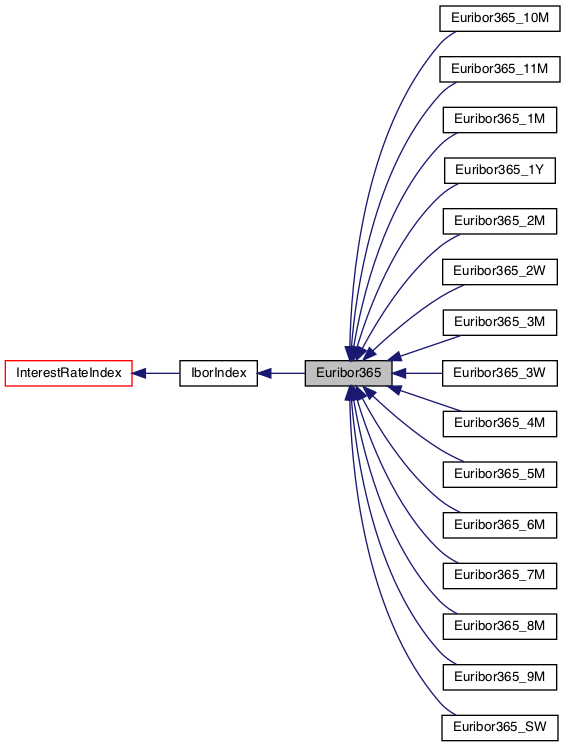 Euribor365_10M
Euribor365_11M
Euribor365_1M
Euribor365_1Y
Euribor365_2M
Euribor365_2W
Euribor365_3M
InterestRateIndex
IborIndex
Euribor365
Euribor365_3W
Euribor365_4M
Euribor365_5M
Euribor365_6M
Euribor365_7M
Euribor365_8M
Euribor365_9M
Euribor365_SW